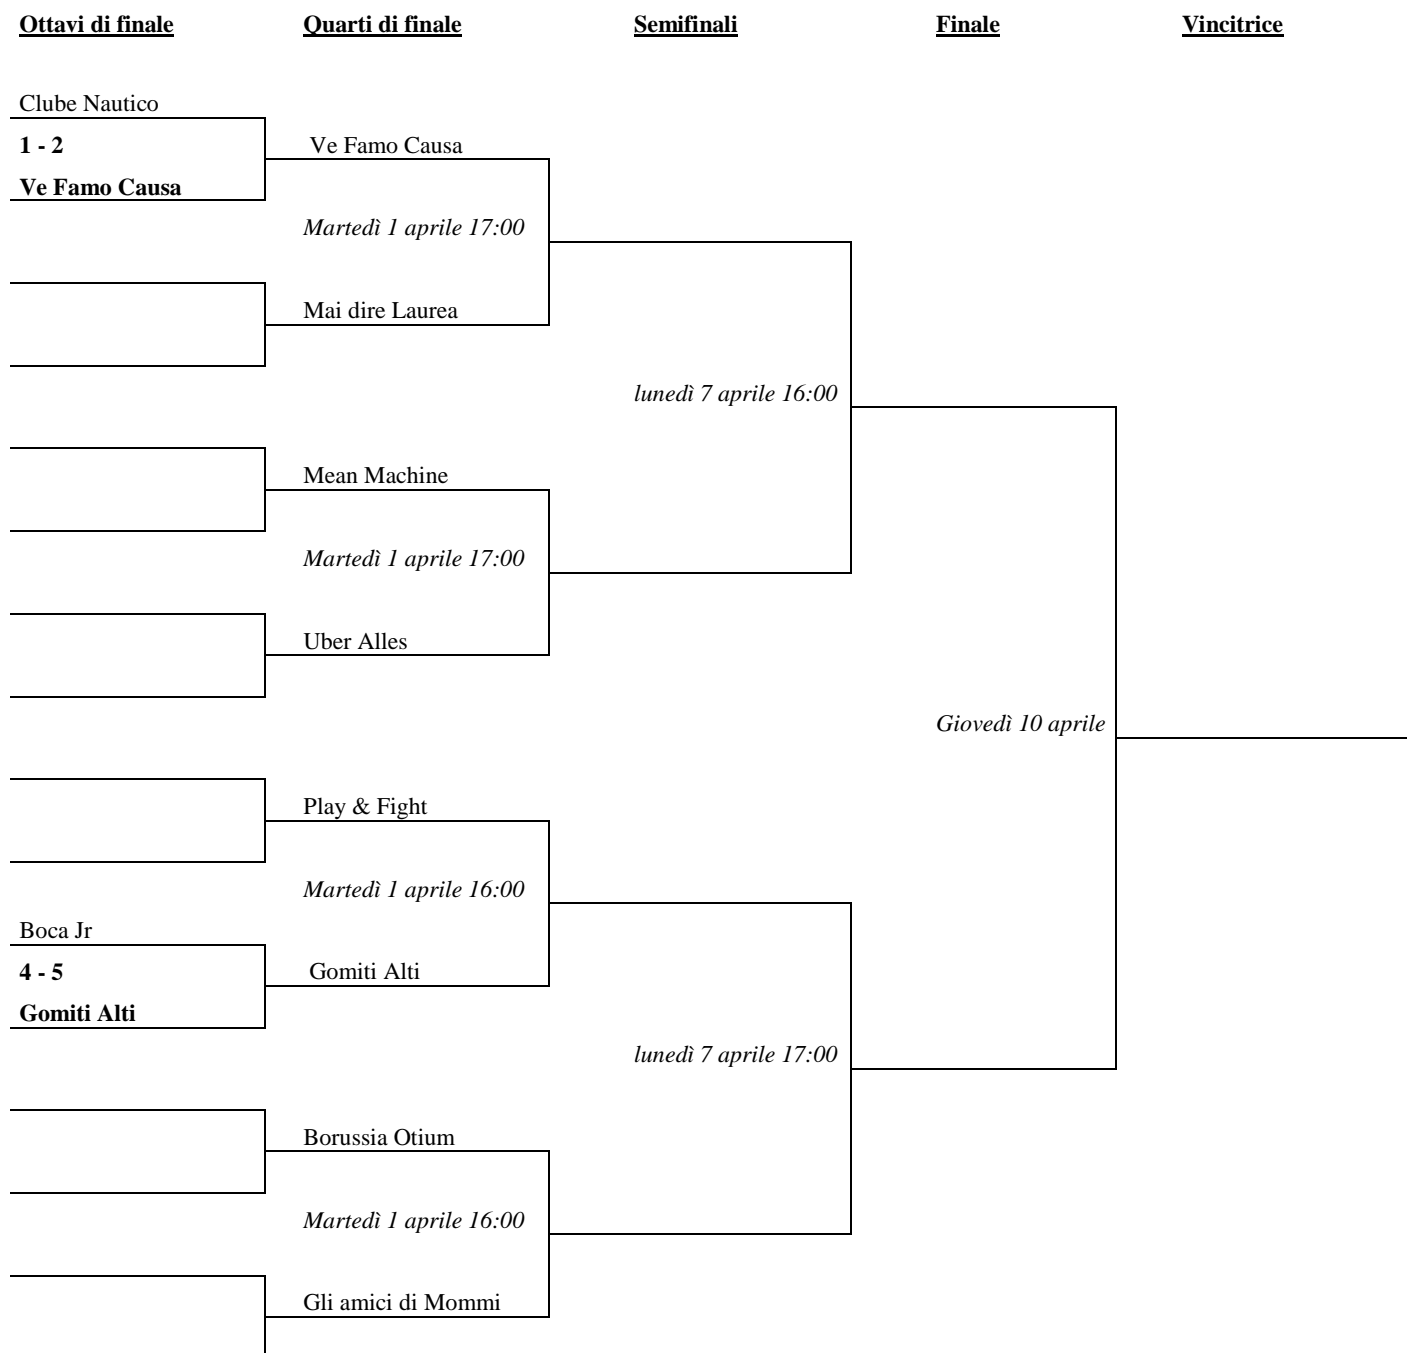 Ottavi di finale Quarti di finale Semifinali Finale Vincitrice
Clube Nautico
1 - 2 Ve Famo Causa
Ve Famo Causa
Martedì 1 aprile 17:00
Mai dire Laurea
lunedì 7 aprile 16:00
Mean Machine
Martedì 1 aprile 17:00
Uber Alles
Giovedì 10 aprile
Play & Fight
Martedì 1 aprile 16:00
Boca Jr
4 - 5 Gomiti Alti
Gomiti Alti
lunedì 7 aprile 17:00
Borussia Otium
Martedì 1 aprile 16:00
Gli amici di Mommi